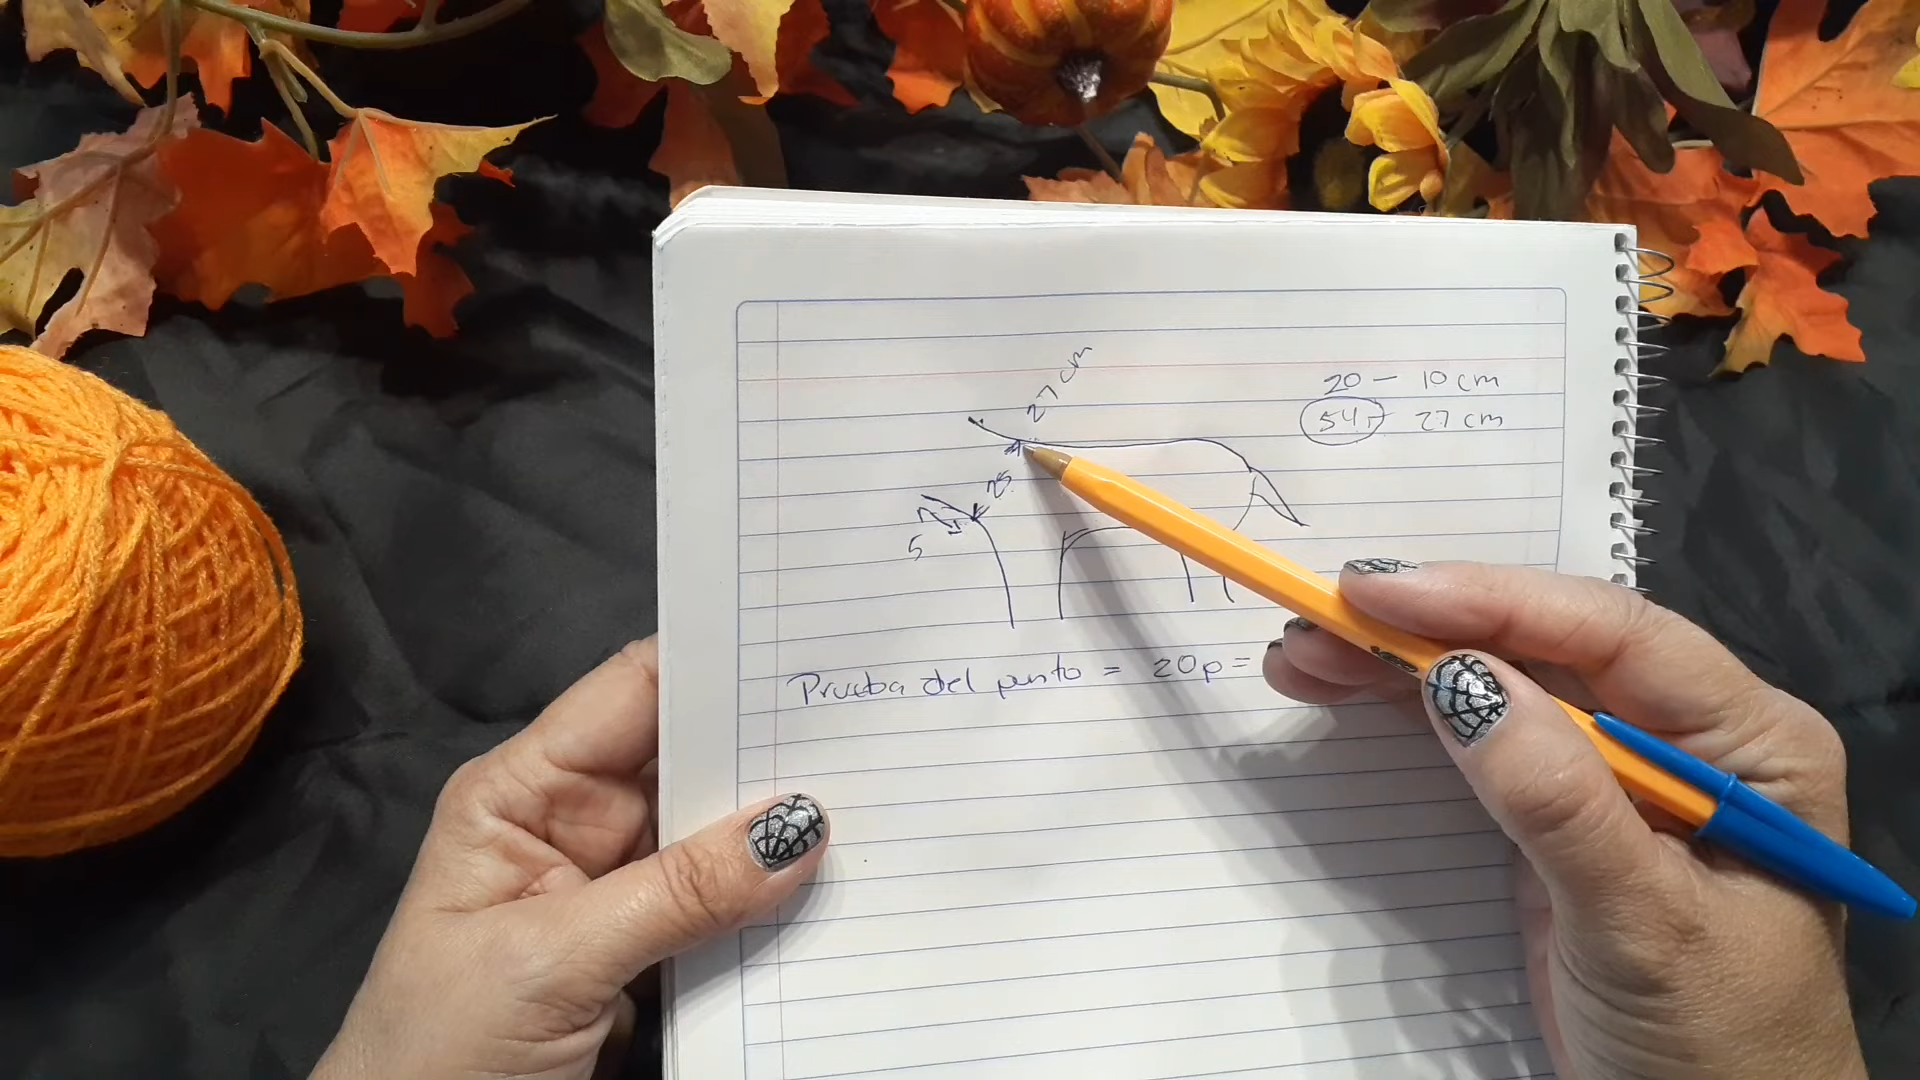 27 cm
20 - 10 cm
54 - 27 cm
25
5
Prueba del punto = 20p =